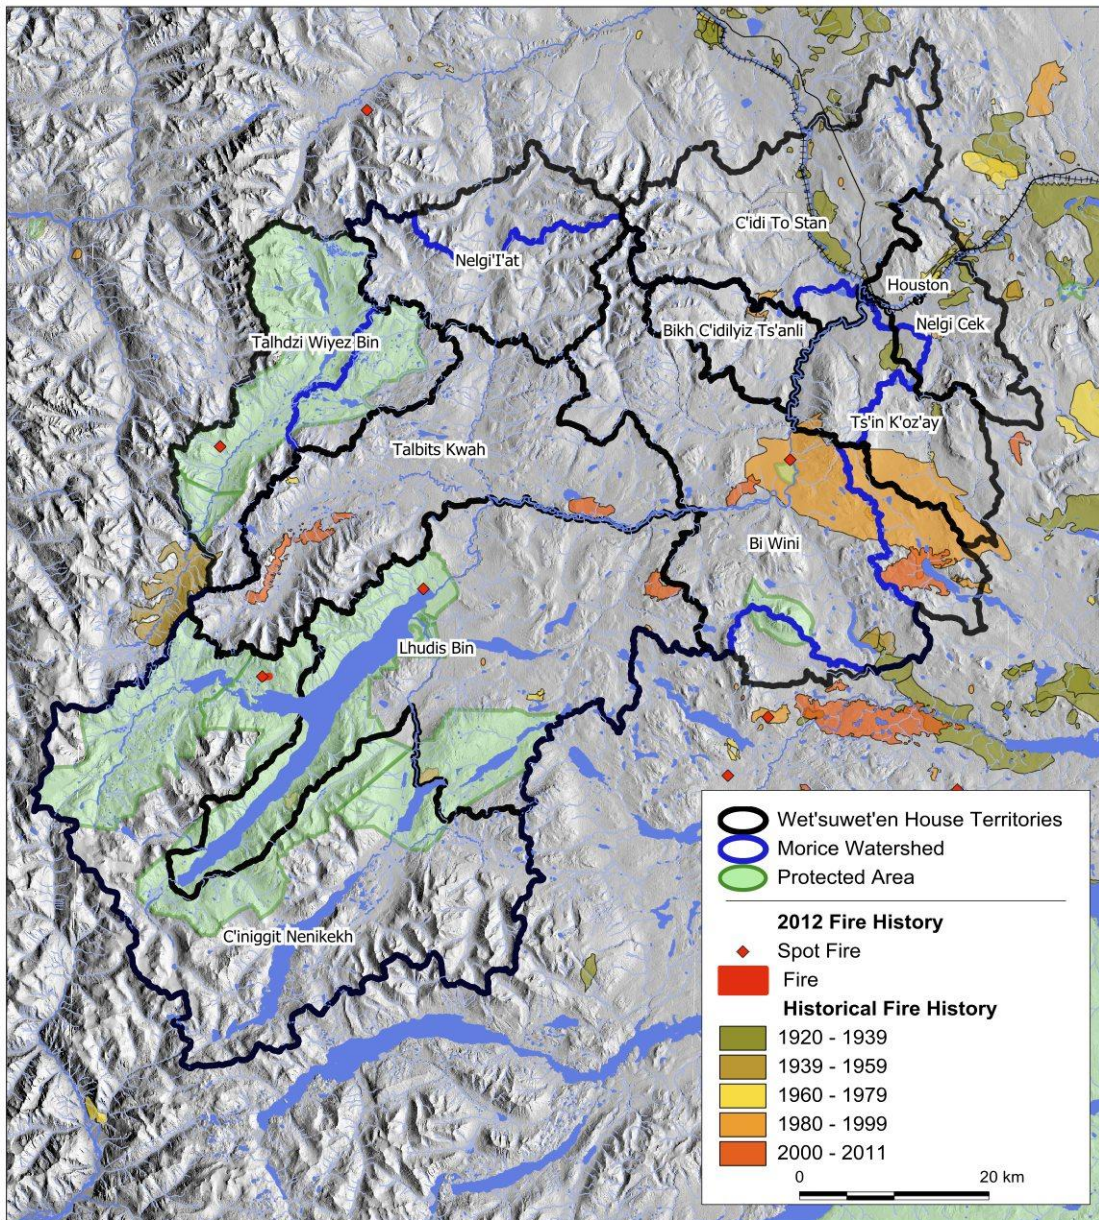 C'idi To Stan
Nelgi'l'at
Houston
Nelgi Cek
Bikh C'idilyiz Ts'anli
Talhdzi Wiyez Bin
Ts'in K'oz'ay
Talbits Kwah
Bi Wini
Lhudis Bin
C'iniggit Nenikekh
Wet'suwet'en House Territories
Morice Watershed
Protected Area
2012 Fire History
Spot Fire
Fire
Historical Fire History
1920 - 1939
1939 - 1959
1960 - 1979
1980 - 1999
2000 - 2011
0 20 km